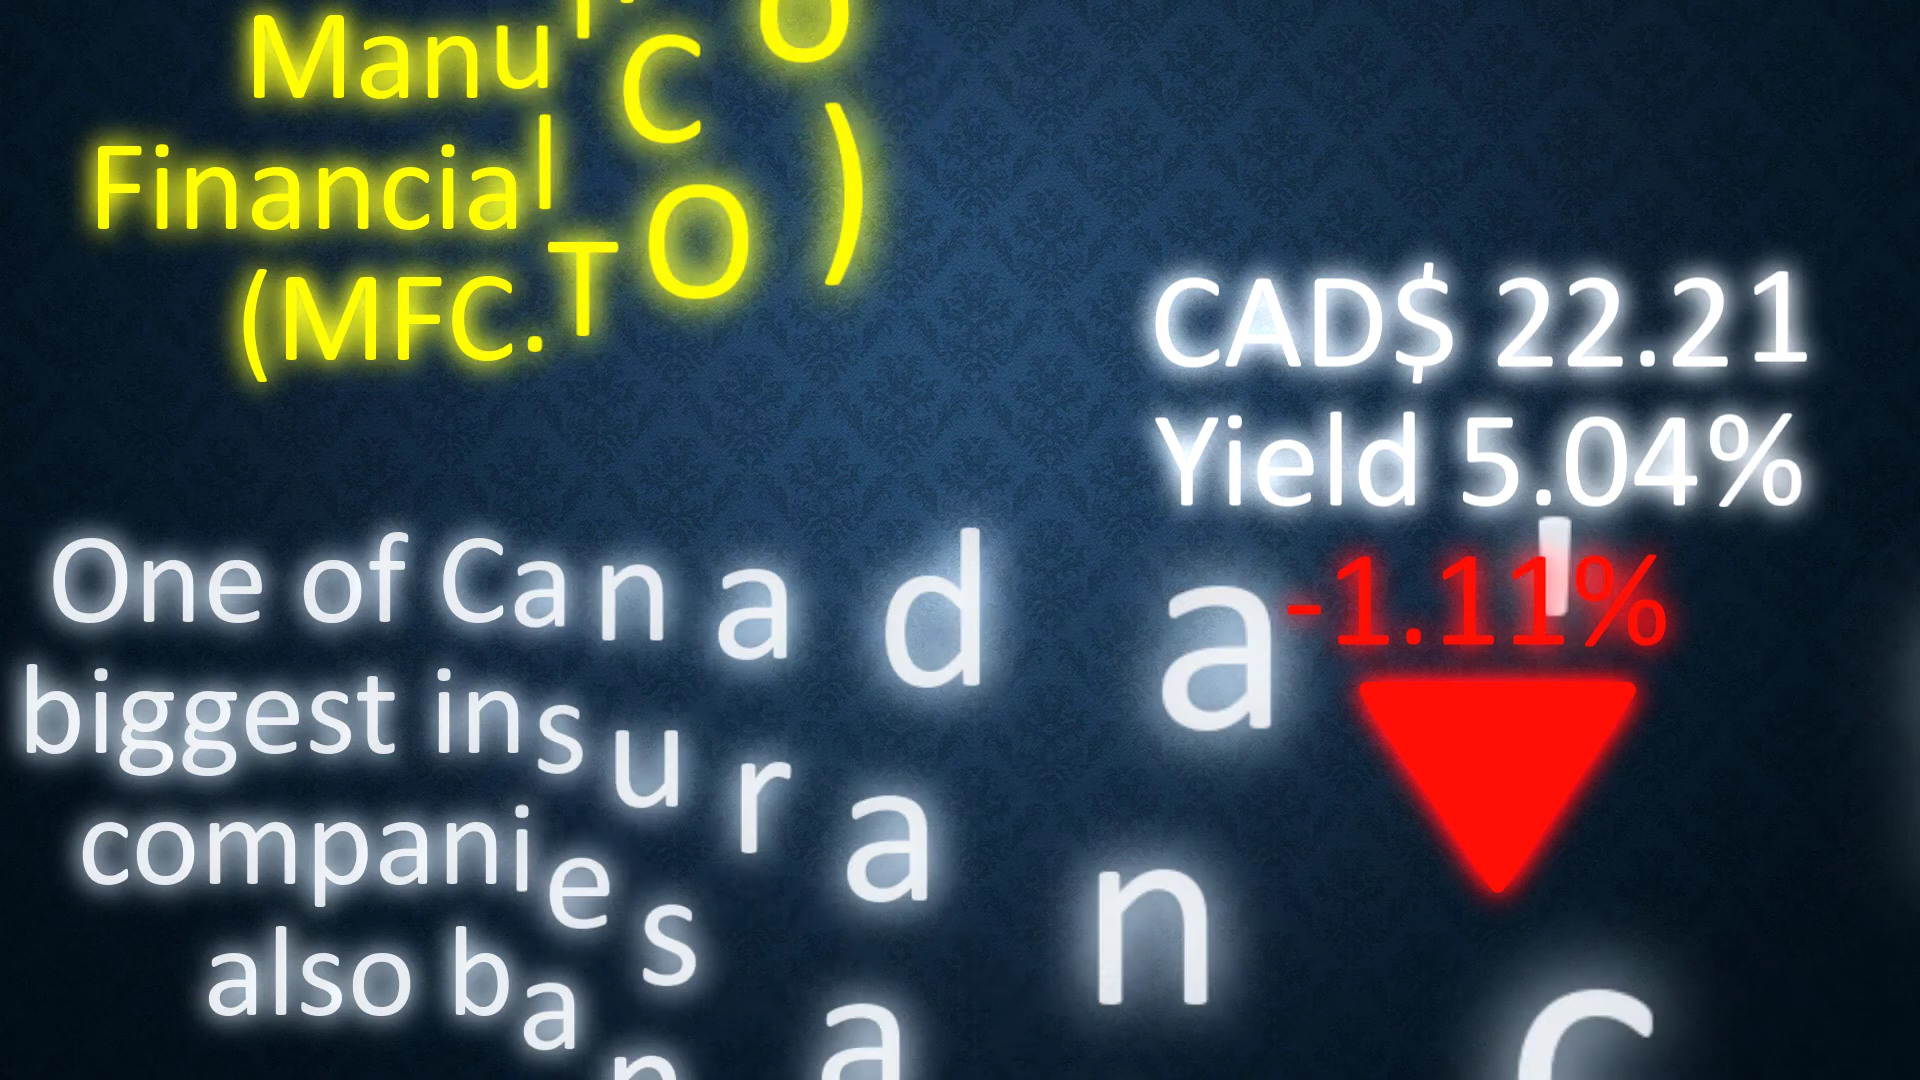 Manu
Financial
(MFC.TO)
CAD$ 22.21
Yield 5.04%
-1.11%
One of Canada'
biggest insuranc
companies
also ba